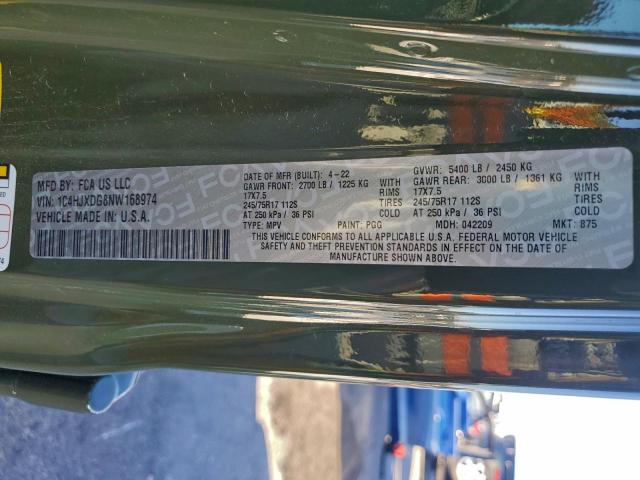 MFD BY: FCA US LLC
VIN: 1C4HJXDG8NW168974
VEHICLE MADE IN U.S.A.
DATE OF MFR (BUILT): 4-22 GVWR: 5400 LB / 2450 KG
GAWR FRONT: 2700 LB / 1225 KG WITH GAWR REAR: 3000 LB / 1361 KG WITH
17X7.5 RIMS 17X7.5 RIMS
245/75R17 112S TIRES 245/75R17 112S TIRES
AT 250 kPa / 36 PSI AT 250 kPa / 36 PSI
TYPE: MPV PAINT: PGG MDH: 042209 MKT: 875
THIS VEHICLE CONFORMS TO ALL APPLICABLE U.S.A. FEDERAL MOTOR VEHICLE
SAFETY AND THEFT PREVENTION STANDARDS IN EFFECT ON THE DATE OF
MANUFACTURE SHOWN ABOVE.